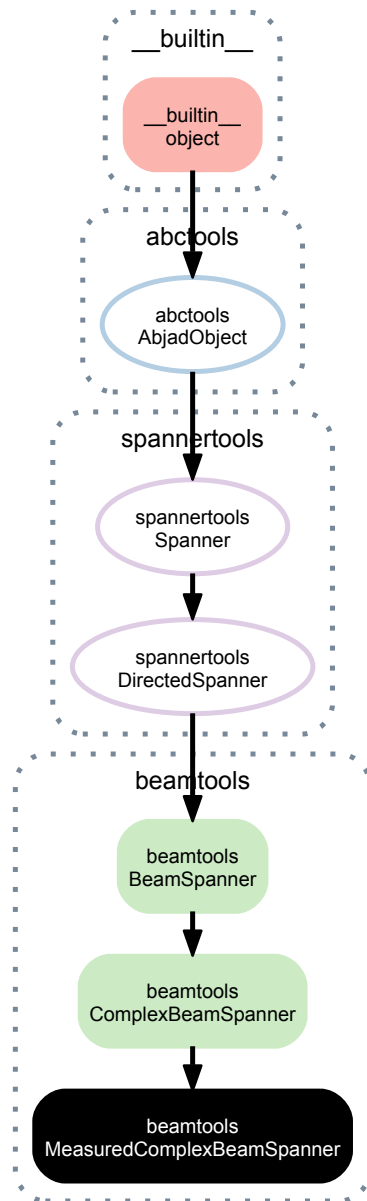 __builtin__
__builtin__
object
abctools
abctools
AbjadObject
spannertools
spannertools
Spanner
spannertools
DirectedSpanner
beamtools
beamtools
BeamSpanner
beamtools
ComplexBeamSpanner
beamtools
MeasuredComplexBeamSpanner